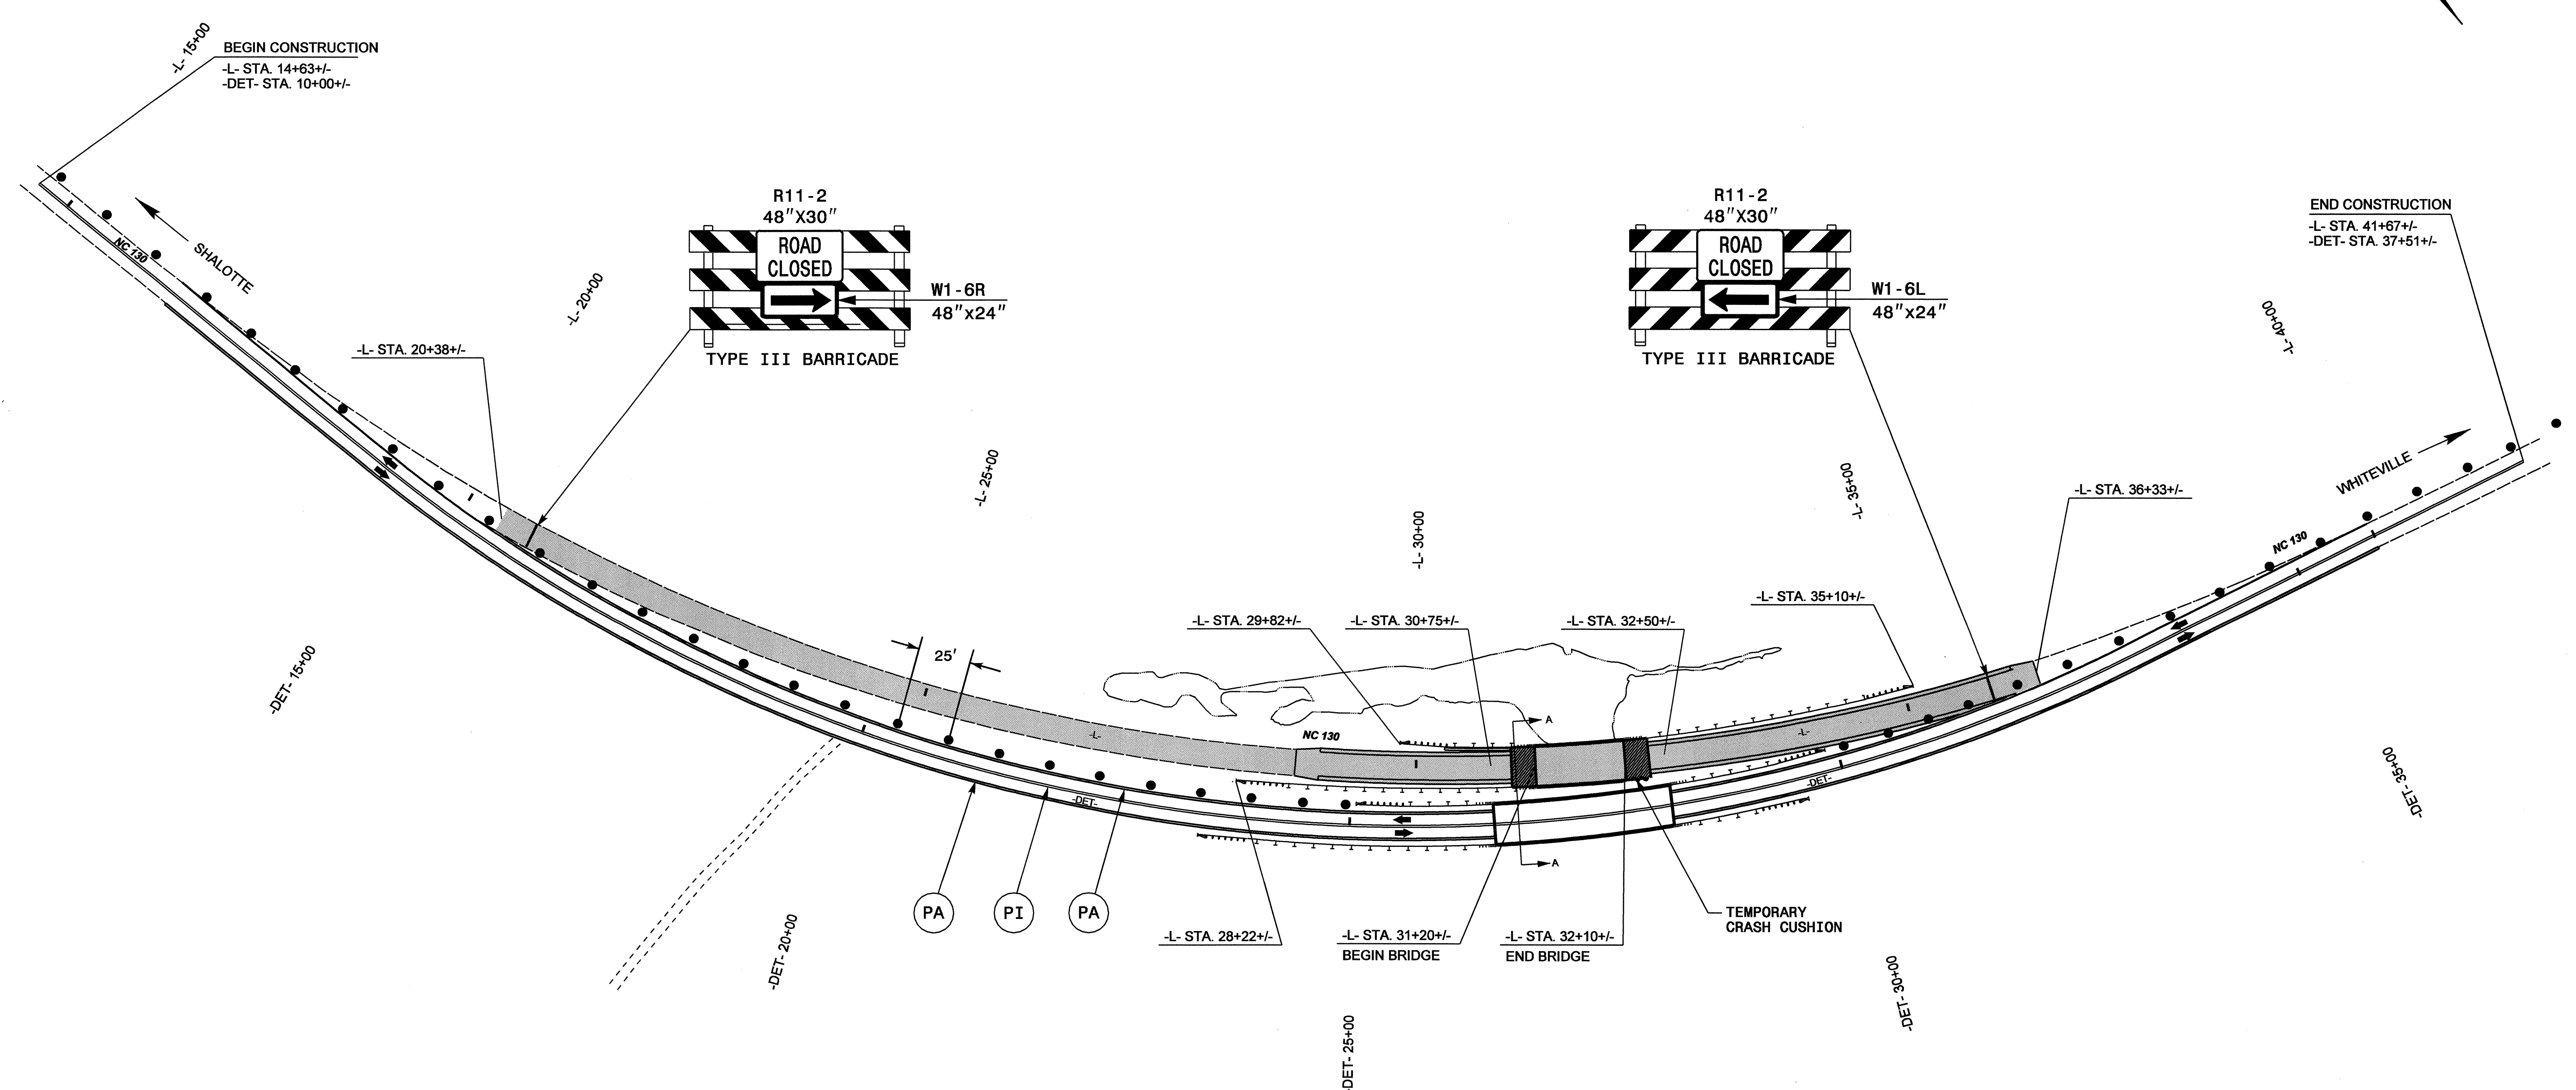 -L- 15+00
BEGIN CONSTRUCTION
-L- STA. 14+63+/-
-DET- STA. 10+00+/-
NC 130
SHALOTTE
-L- 20+00
-L- STA. 20+38+/-
R11-2
48"X30"
ROAD
CLOSED
W1-6R
48"x24"
TYPE III BARRICADE
R11-2
48"X30"
ROAD
CLOSED
W1-6L
48"x24"
TYPE III BARRICADE
END CONSTRUCTION
-L- STA. 41+67+/-
-DET- STA. 37+51+/-
-L- 40+00
WHITEVILLE
NC 130
-L- STA. 36+33+/-
-L- 25+00
-L- 30+00
-L- 35+00
-L- STA. 35+10+/-
-L- STA. 29+82+/-
-L- STA. 30+75+/-
-L- STA. 32+50+/-
25'
-DET- 15+00
-L-
NC 130
A
-L-
-DET-
-DET-
A
-DET- 35+00
PA
PI
PA
-L- STA. 28+22+/-
-L- STA. 31+20+/-
BEGIN BRIDGE
-L- STA. 32+10+/-
END BRIDGE
TEMPORARY
CRASH CUSHION
-DET- 20+00
-DET- 25+00
-DET- 30+00